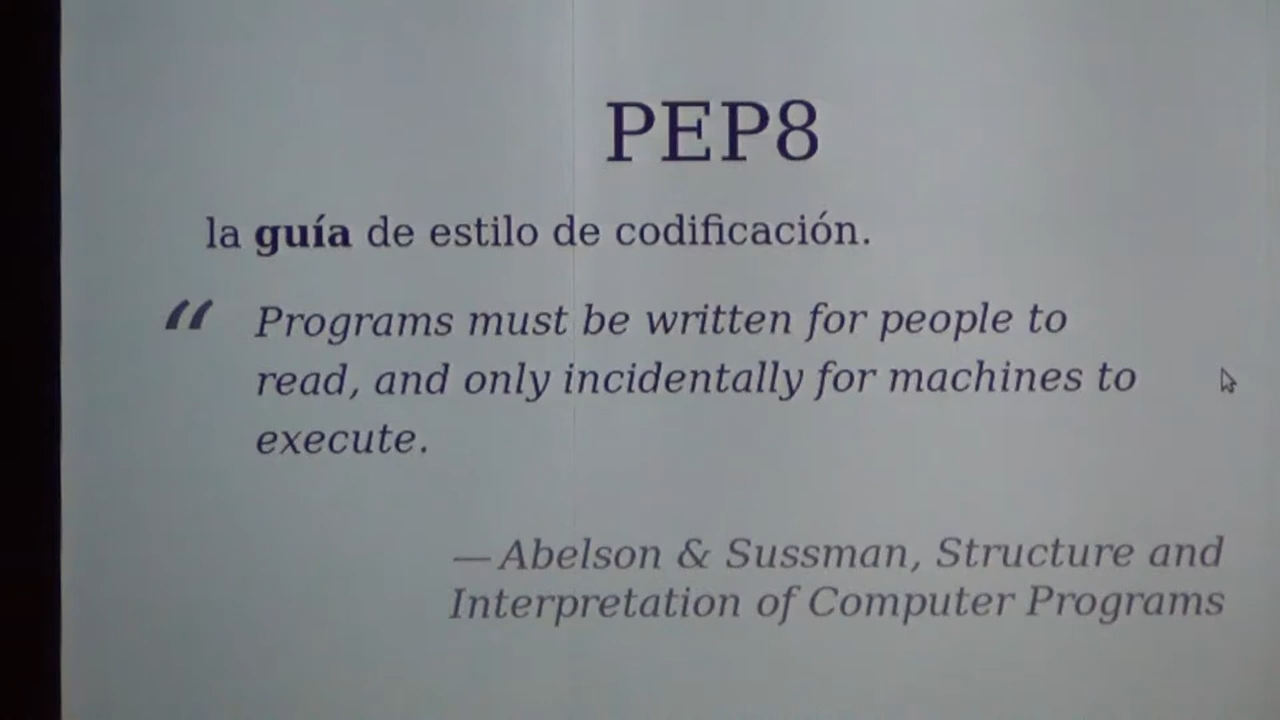 PEP8
la guía de estilo de codificación.
“ Programs must be written for people to
read, and only incidentally for machines to
execute.
— Abelson & Sussman, Structure and
Interpretation of Computer Programs